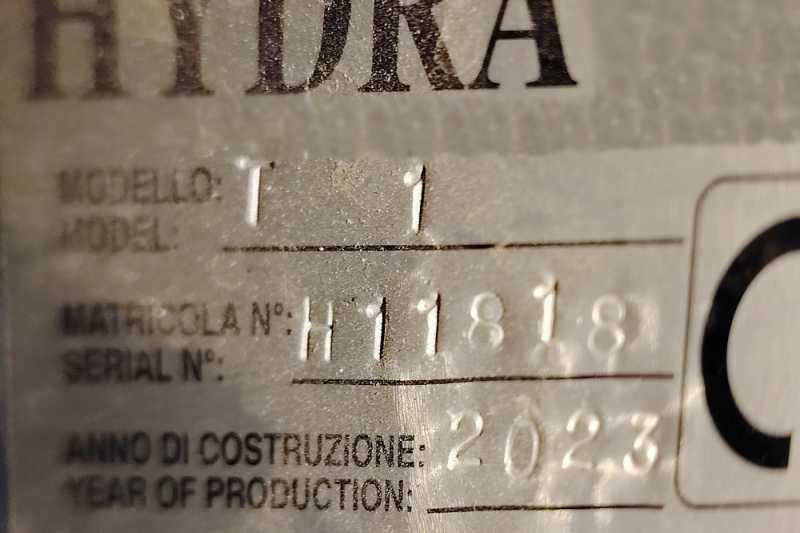 HYDRA
MODELLO: T 1
MODEL:
MATRICOLA N°: H11818
SERIAL N°:
ANNO DI COSTRUZIONE: 2023
YEAR OF PRODUCTION: